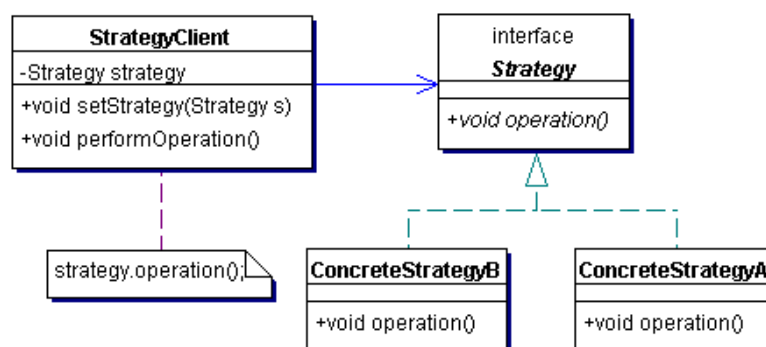 StrategyClient
-Strategy strategy
+void setStrategy(Strategy s)
+void performOperation()
interface
Strategy
+void operation()
strategy.operation();
ConcreteStrategyB
+void operation()
ConcreteStrategyA
+void operation()